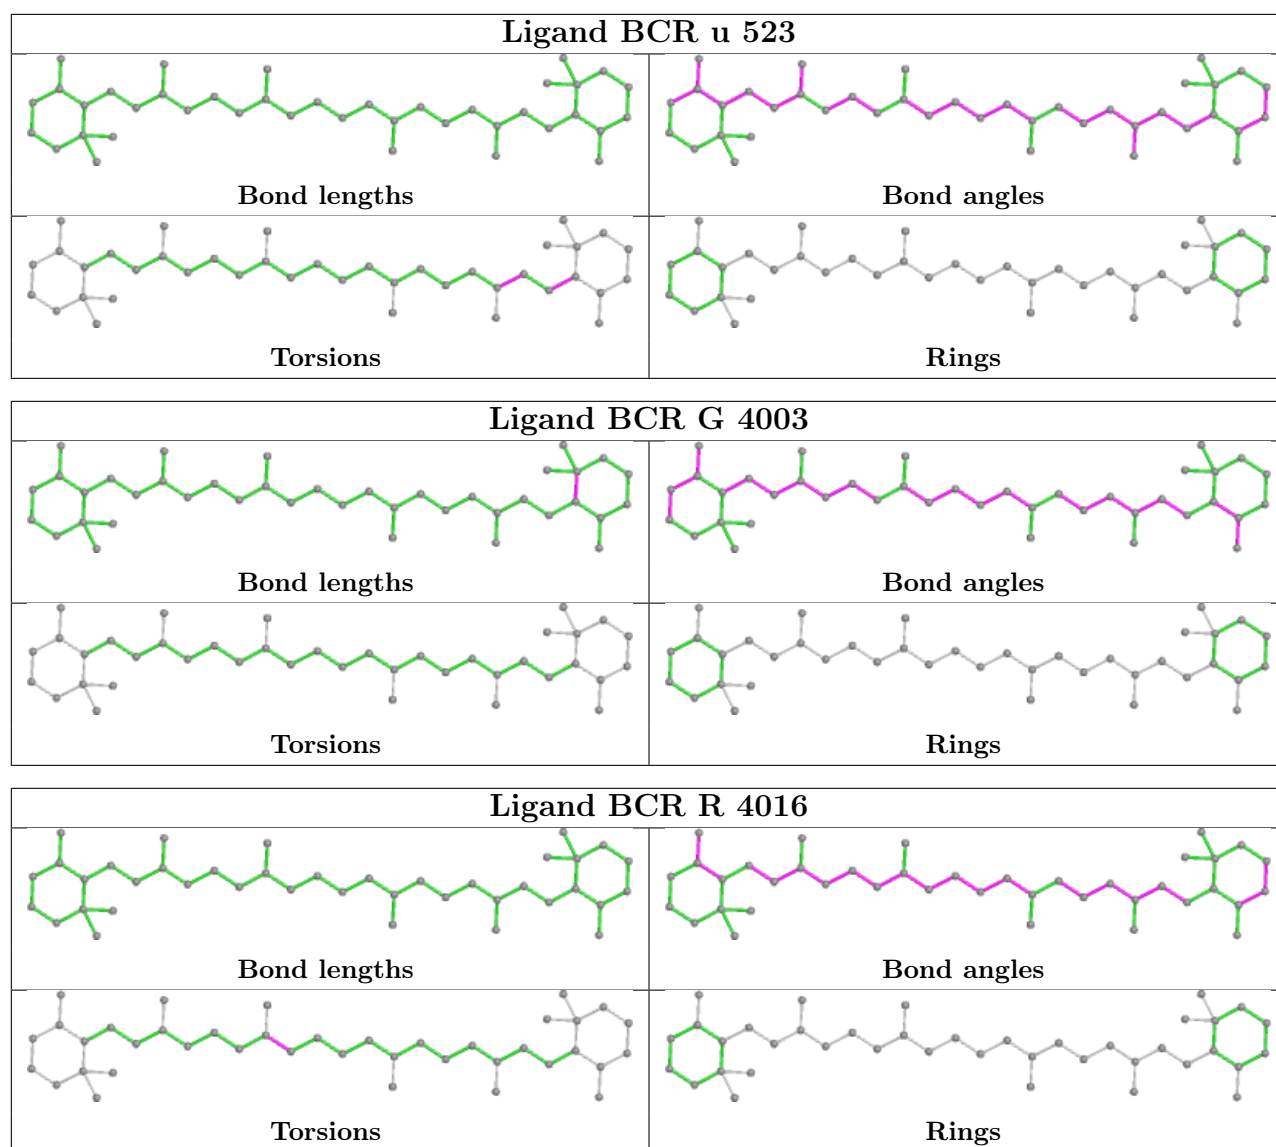 Ligand BCR u 523
Bond lengths
Bond angles
Torsions
Rings
Ligand BCR G 4003
Bond lengths
Bond angles
Torsions
Rings
Ligand BCR R 4016
Bond lengths
Bond angles
Torsions
Rings